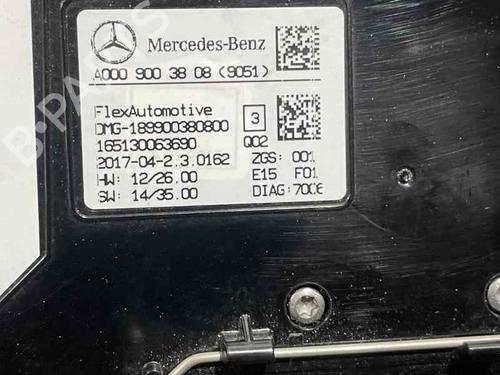 Mercedes-Benz
A000 900 38 08 (9051)
FlexAutomotive 3
DMG-189900380800 Q02
165130063690 ZGS: 001
2017-04-2.3.0162 E15 F01
HW: 12/26.00 DIAG:700E
SW: 14/35.00
B-PARTS